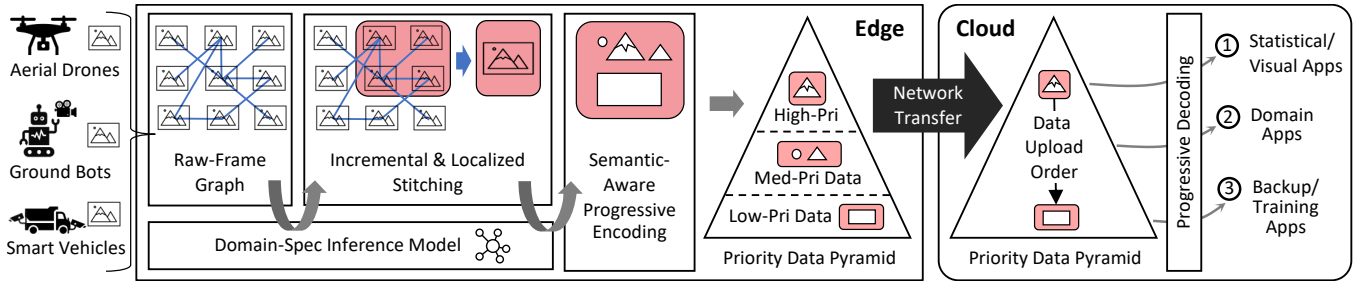 Aerial Drones
Ground Bots
Smart Vehicles
Raw-Frame
Graph
Incremental & Localized
Stitching
Domain-Spec Inference Model
Semantic-
Aware
Progressive
Encoding
Edge
High-Pri
Med-Pri Data
Low-Pri Data
Priority Data Pyramid
Network
Transfer
Cloud
Data
Upload
Order
Priority Data Pyramid
Progressive Decoding
1 Statistical/
Visual Apps
2 Domain
Apps
3 Backup/
Training
Apps